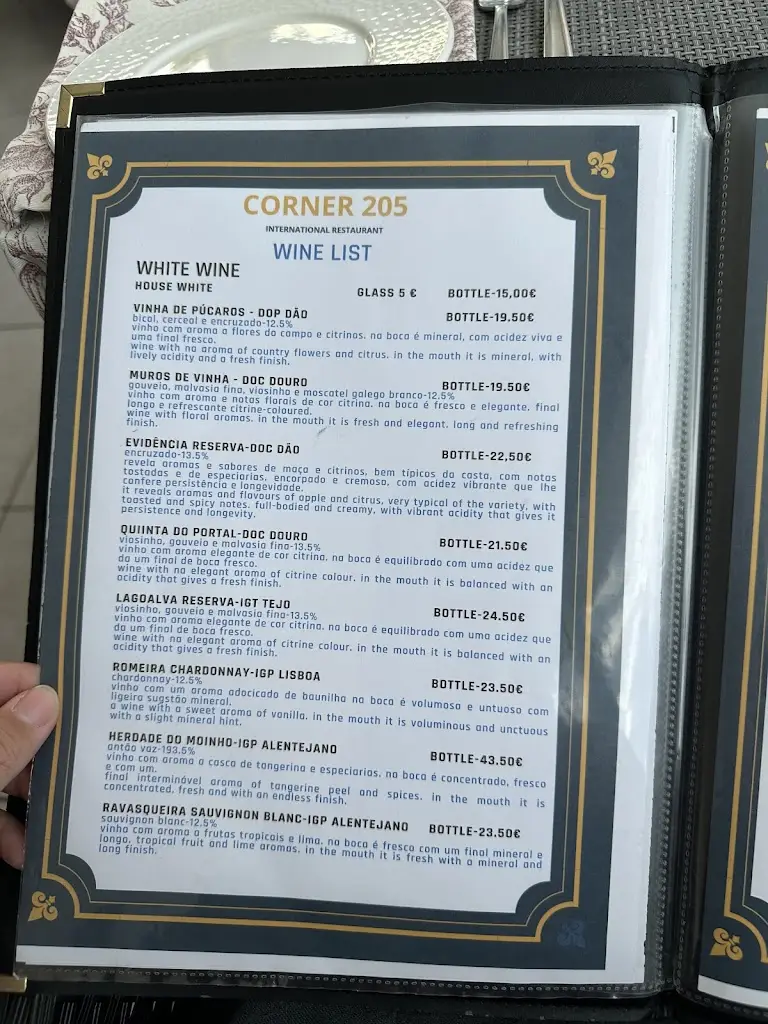 CORNER 205
INTERNATIONAL RESTAURANT
WINE LIST
WHITE WINE
HOUSE WHITE GLASS 5 € BOTTLE-15,00€
VINHA DE PÚCAROS - DOP DÃO BOTTLE-19.50€
bical, cerceal e encruzado-12.5%
vinho com aroma a flores do campo e citrinos. na boca é mineral, com acidez viva e
uma final fresco.
wine with na aroma of country flowers and citrus. in the mouth it is mineral, with
lively acidity and a fresh finish.
MUROS DE VINHA - DOC DOURO BOTTLE-19.50€
gouveio, malvasia fina, viosinho e moscatel galego branco-12.5%
vinho com aroma e notas florais de cor citrina. na boca é fresco e elegante. final
longo e refrescante citrine-coloured.
wine with floral aromas. in the mouth it is fresh and elegant. long and refreshing
finish.
EVIDÊNCIA RESERVA-DOC DÃO BOTTLE-22,50€
encruzado-13.5%
revela aromas e sabores de maça e citrinos, bem típicos da casta, com notas
tostadas e de especiarias, encorpado e cremoso, com acidez vibrante que lhe
confere persistência e longevidade.
it reveals aromas and flavours of apple and citrus, very typical of the variety, with
toasted and spicy notes. full-bodied and creamy, with vibrant acidity that gives it
persistence and longevity.
QUIINTA DO PORTAL-DOC DOURO BOTTLE-21.50€
viosinho, gouveio e malvasia fina-13.5%
vinho com aroma elegante de cor citrina. na boca é equilibrado com uma acidez que
da um final de boca fresco.
wine with na elegant aroma of citrine colour. in the mouth it is balanced with an
acidity that gives a fresh finish.
LAGOALVA RESERVA-IGT TEJO BOTTLE-24.50€
viosinho, gouveio e malvasia fina-13.5%
vinho com aroma elegante de cor citrina. na boca é equilibrado com uma acidez que
da um final de boca fresco.
wine with na elegant aroma of citrine colour. in the mouth it is balanced with an
acidity that gives a fresh finish.
ROMEIRA CHARDONNAY-IGP LISBOA BOTTLE-23.50€
chardonnay-12.5%
vinho com um aroma adocicado de baunilha na boca é volumosa e untuosa com
ligeira sugstão mineral.
a wine with a sweet aroma of vanilla. in the mouth it is voluminous and unctuous
with a slight mineral hint.
HERDADE DO MOINHO-IGP ALENTEJANO BOTTLE-43.50€
antão vaz-193.5%
vinho com aroma a casca de tangerina e especiarias. na boca é concentrado, fresco
e com um.
final interminável aroma of tangerine peel and spices. in the mouth it is
concentrated, fresh and with an endless finish.
RAVASQUEIRA SAUVIGNON BLANC-IGP ALENTEJANO BOTTLE-23.50€
sauvignon blanc-12.5%
vinho com aroma a frutas tropicais e lima. na boca é fresca com um final mineral e
longo. tropical fruit and lime aromas. in the mouth it is fresh with a mineral and
long finish.